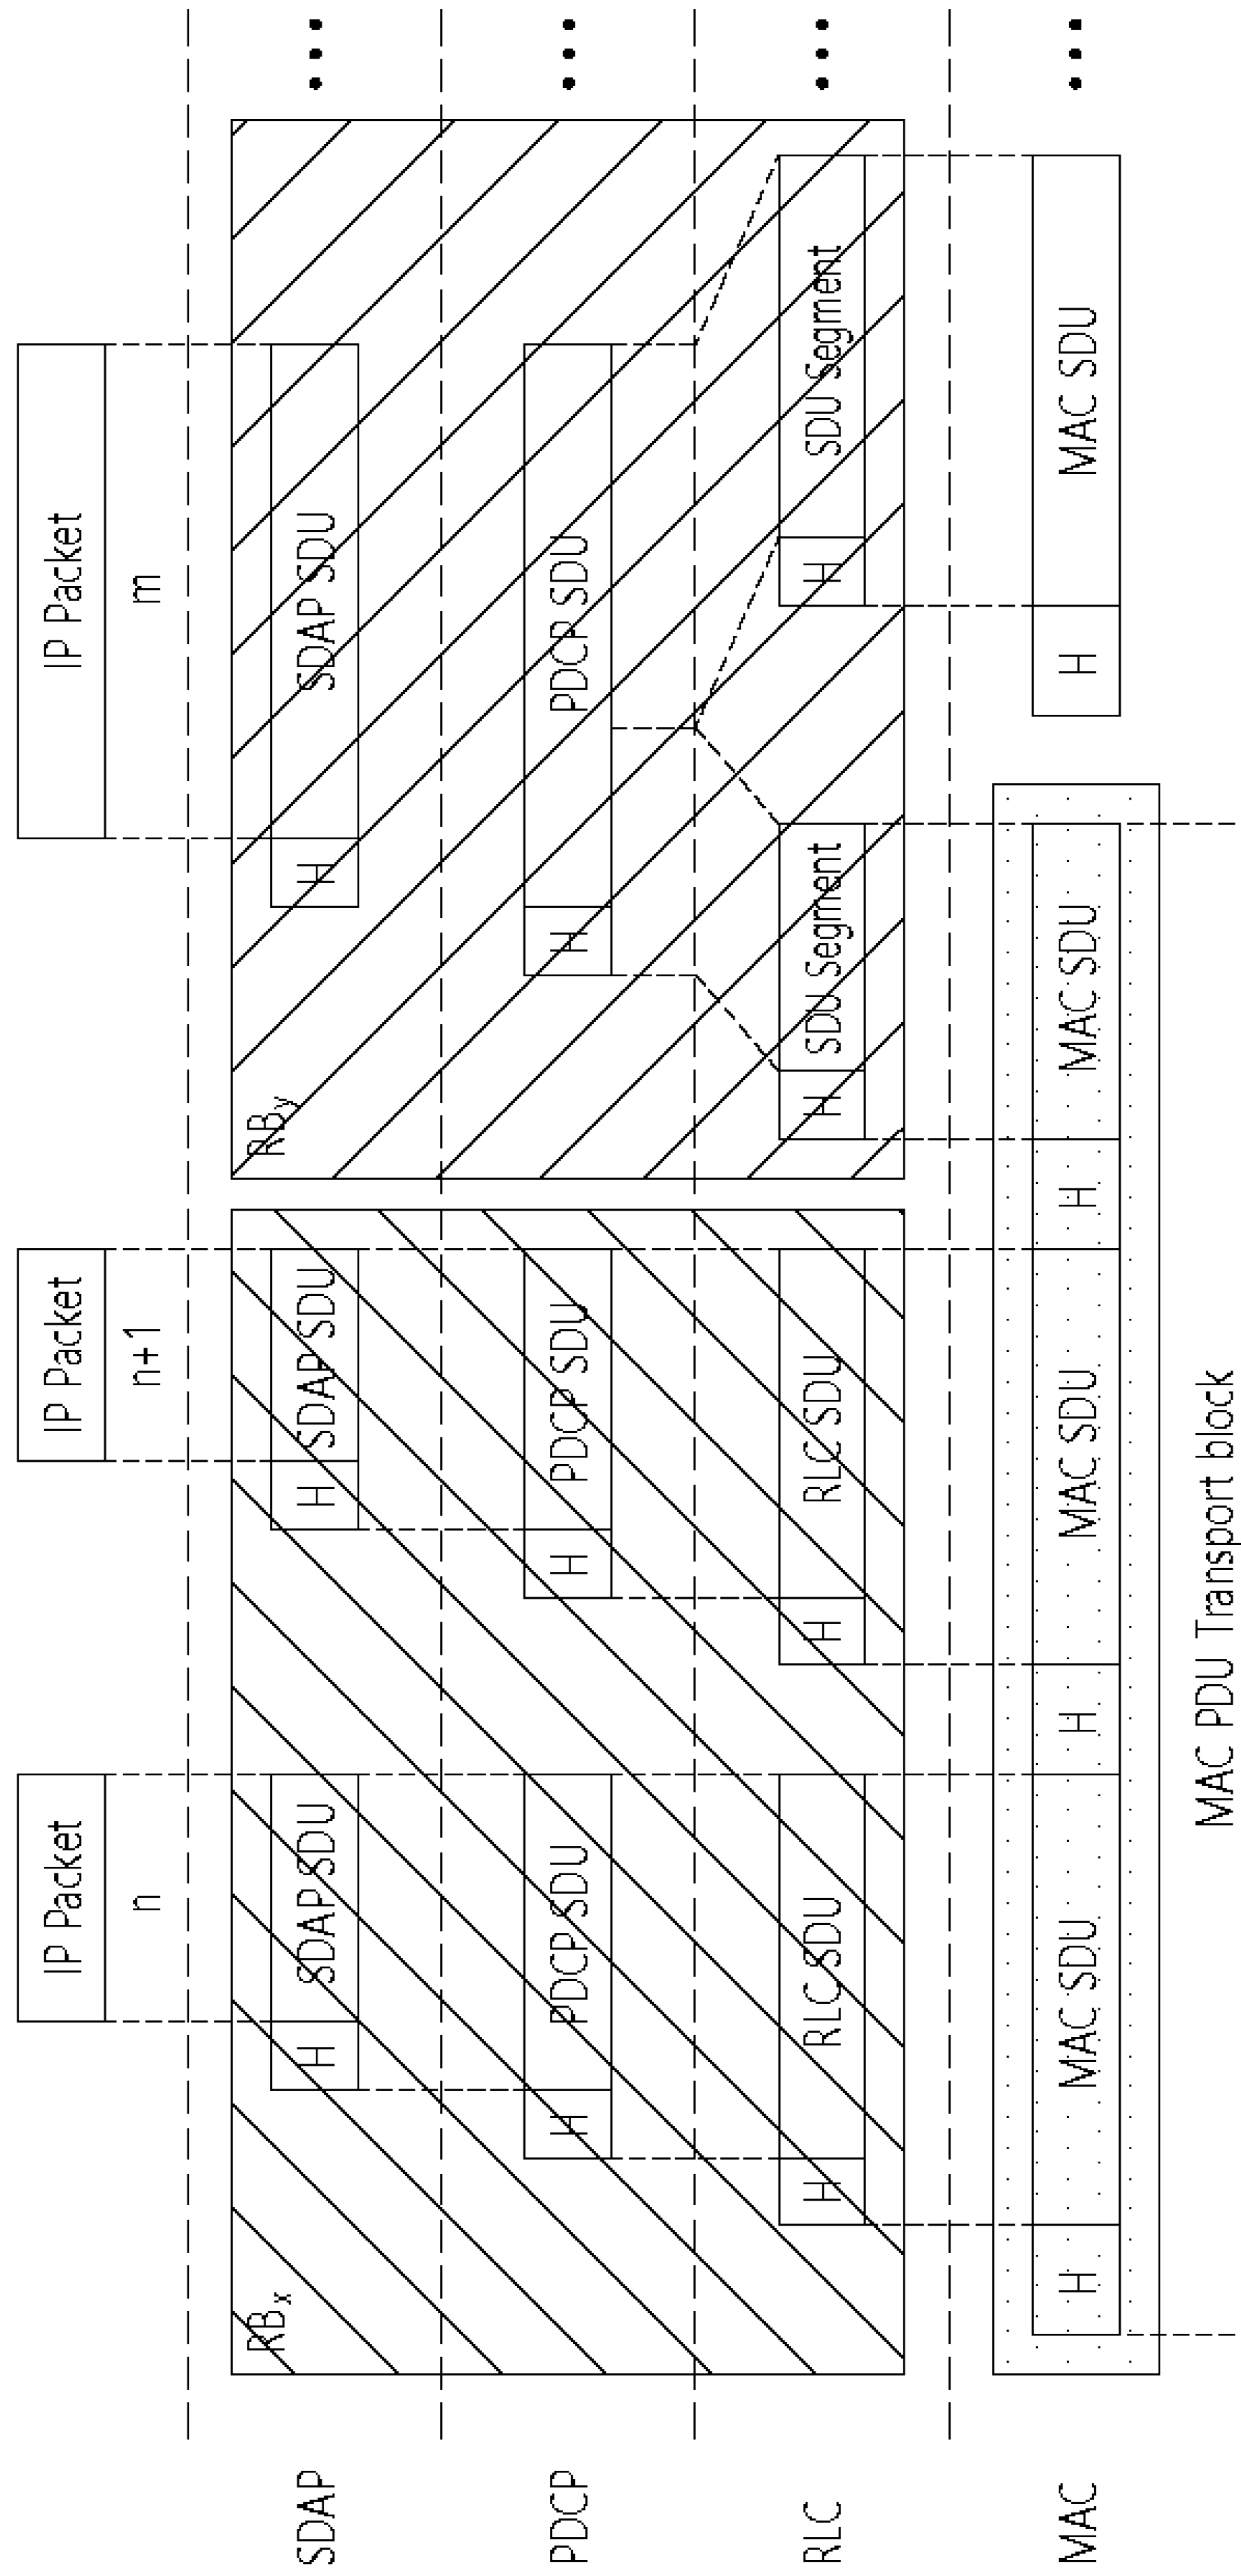 IP Packet
n
IP Packet
n+1
IP Packet
m
RBx
RBy
SDAP
H
SDAP SDU
H
SDAP SDU
H
SDAP SDU
PDCP
H
PDCP SDU
H
PDCP SDU
H
PDCP SDU
RLC
H
RLC SDU
H
RLC SDU
H
SDU Segment
H
SDU Segment
MAC
H
MAC SDU
H
MAC SDU
H
MAC SDU
H
MAC SDU
MAC PDU Transport block